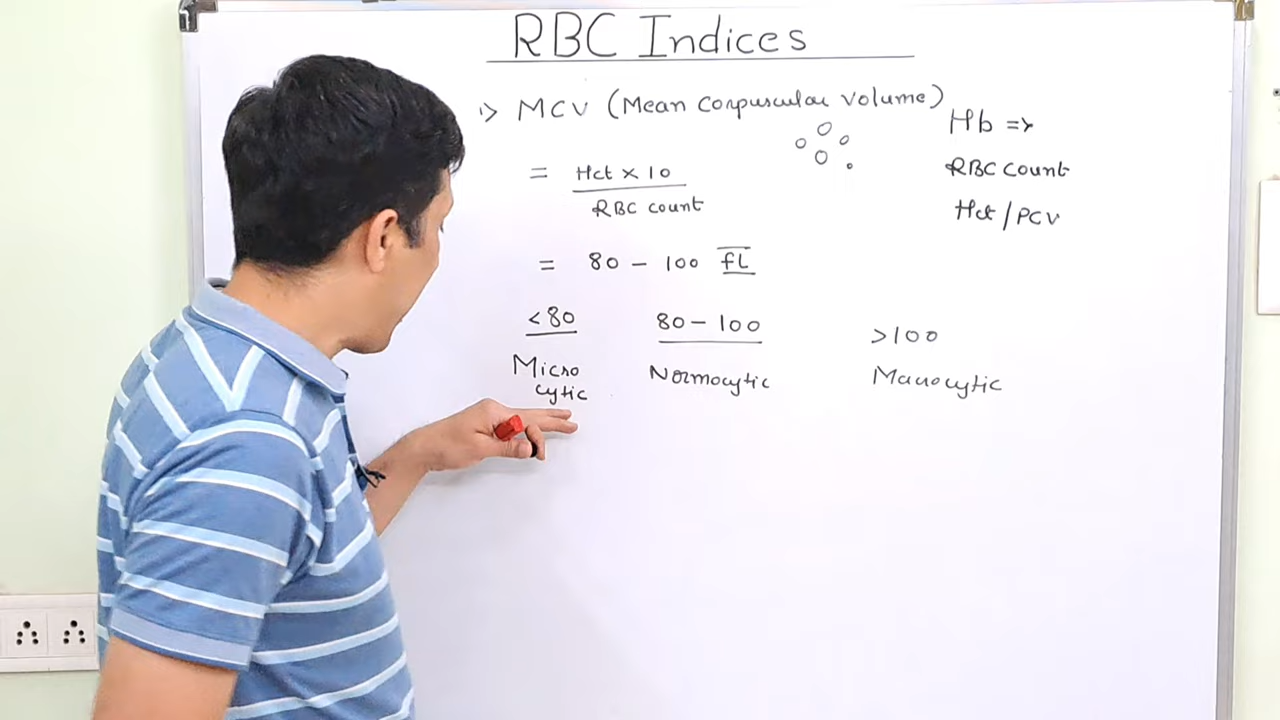 RBC Indices
1> MCV (Mean Corpuscular Volume)
= Hct × 10
RBC count
= 80 - 100 fL
<80
Micro
cytic
80 - 100
Normocytic
>100
Macrocytic
Hb =>
RBC Count
Hct / PCV